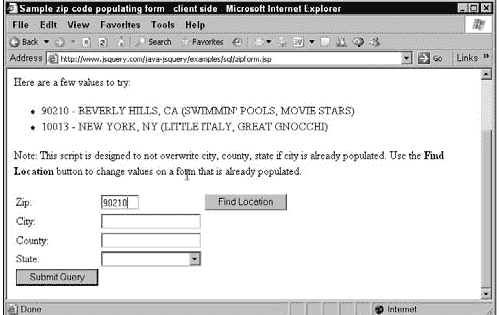 Sample zip code populating form - client side - Microsoft Internet Explorer
File Edit View Favorites Tools Help
Back Search Favorites
Address http://www.jsquery.com/java-jsquery/examples/sql/zipform.jsp Go Links »
Here are a few values to try:
• 90210 - BEVERLY HILLS, CA (SWIMMIN' POOLS, MOVIE STARS)
• 10013 - NEW YORK, NY (LITTLE ITALY, GREAT GNOCCHI)
Note: This script is designed to not overwrite city, county, state if city is already populated. Use the Find
Location button to change values on a form that is already populated.
Zip: 90210 Find Location
City:
County:
State:
Submit Query
Done Internet